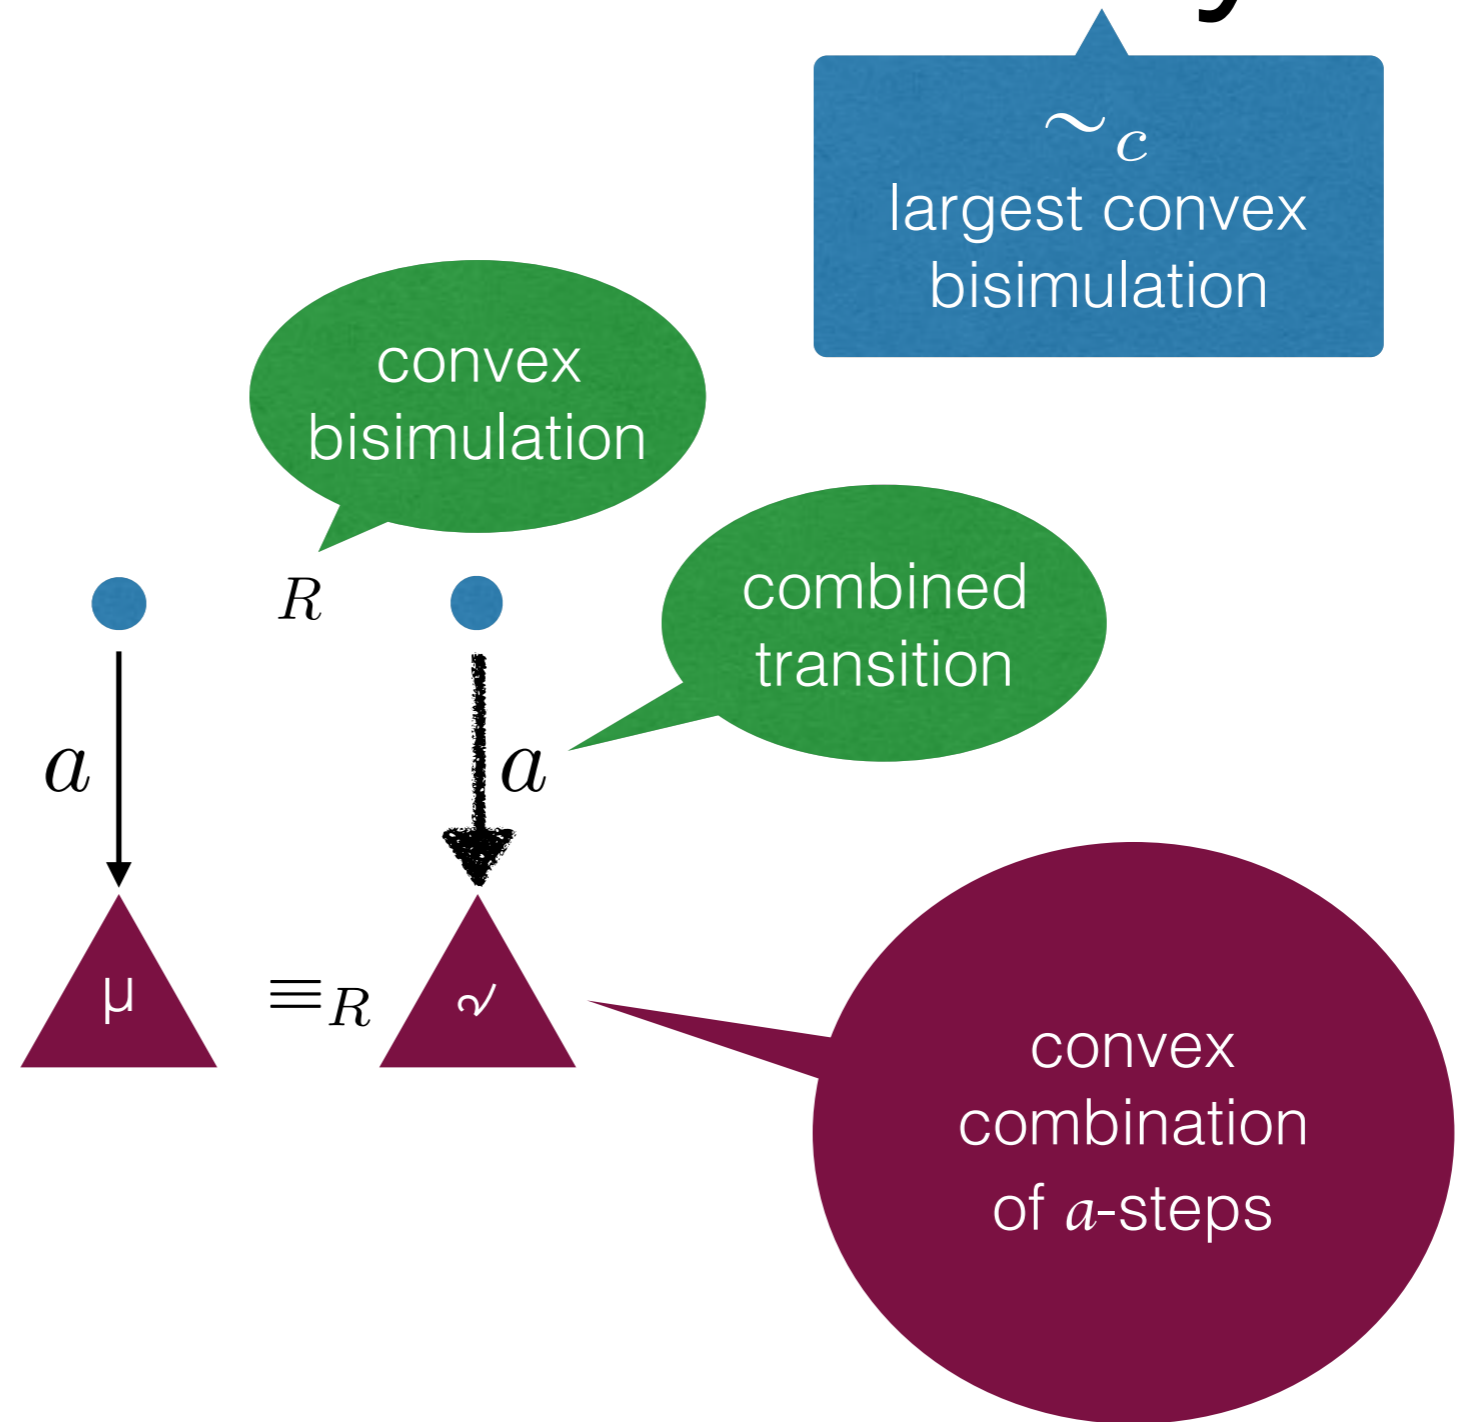 y
∼c
largest convex
bisimulation
convex
bisimulation
R
combined
transition
a
a
μ
≡R
convex
combination
of a-steps